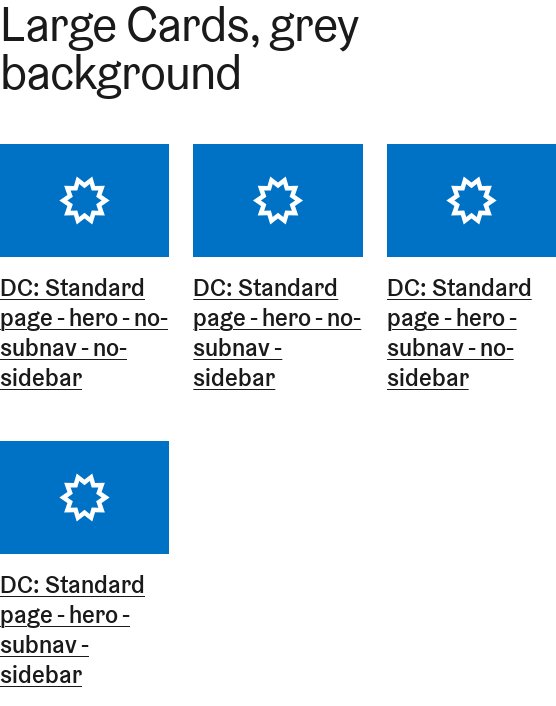 Large Cards, grey
background
DC: Standard
page - hero - no-
subnav - no-
sidebar
DC: Standard
page - hero - no-
subnav -
sidebar
DC: Standard
page - hero -
subnav - no-
sidebar
DC: Standard
page - hero -
subnav -
sidebar